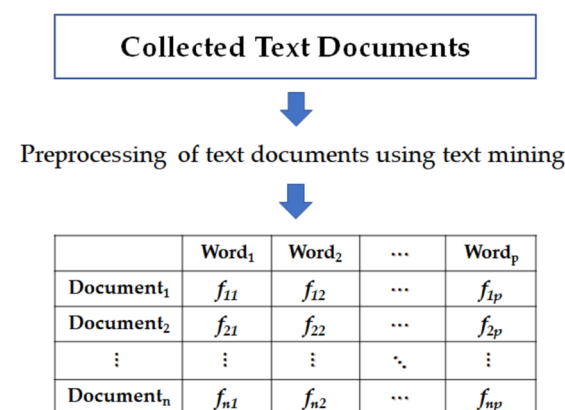 Collected Text Documents
Preprocessing of text documents using text mining
Word₁ Word₂ ⋯ Wordₚ
Document₁ f₁₁ f₁₂ ⋯ f₁ₚ
Document₂ f₂₁ f₂₂ ⋯ f₂ₚ
⋮ ⋮ ⋮ ⋱ ⋮
Documentₙ fₙ₁ fₙ₂ ⋯ fₙₚ